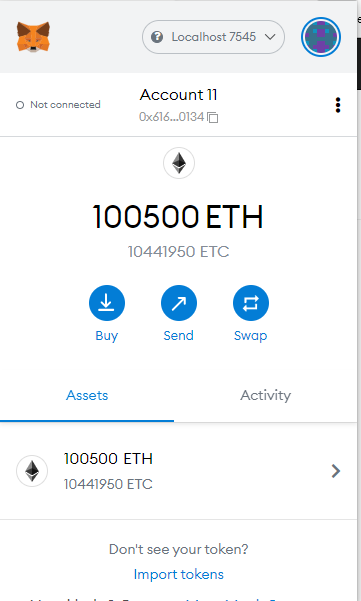 Localhost 7545
Not connected
Account 11
0x616...0134
100500 ETH
10441950 ETC
Buy
Send
Swap
Assets
Activity
100500 ETH
10441950 ETC
Don't see your token?
Import tokens